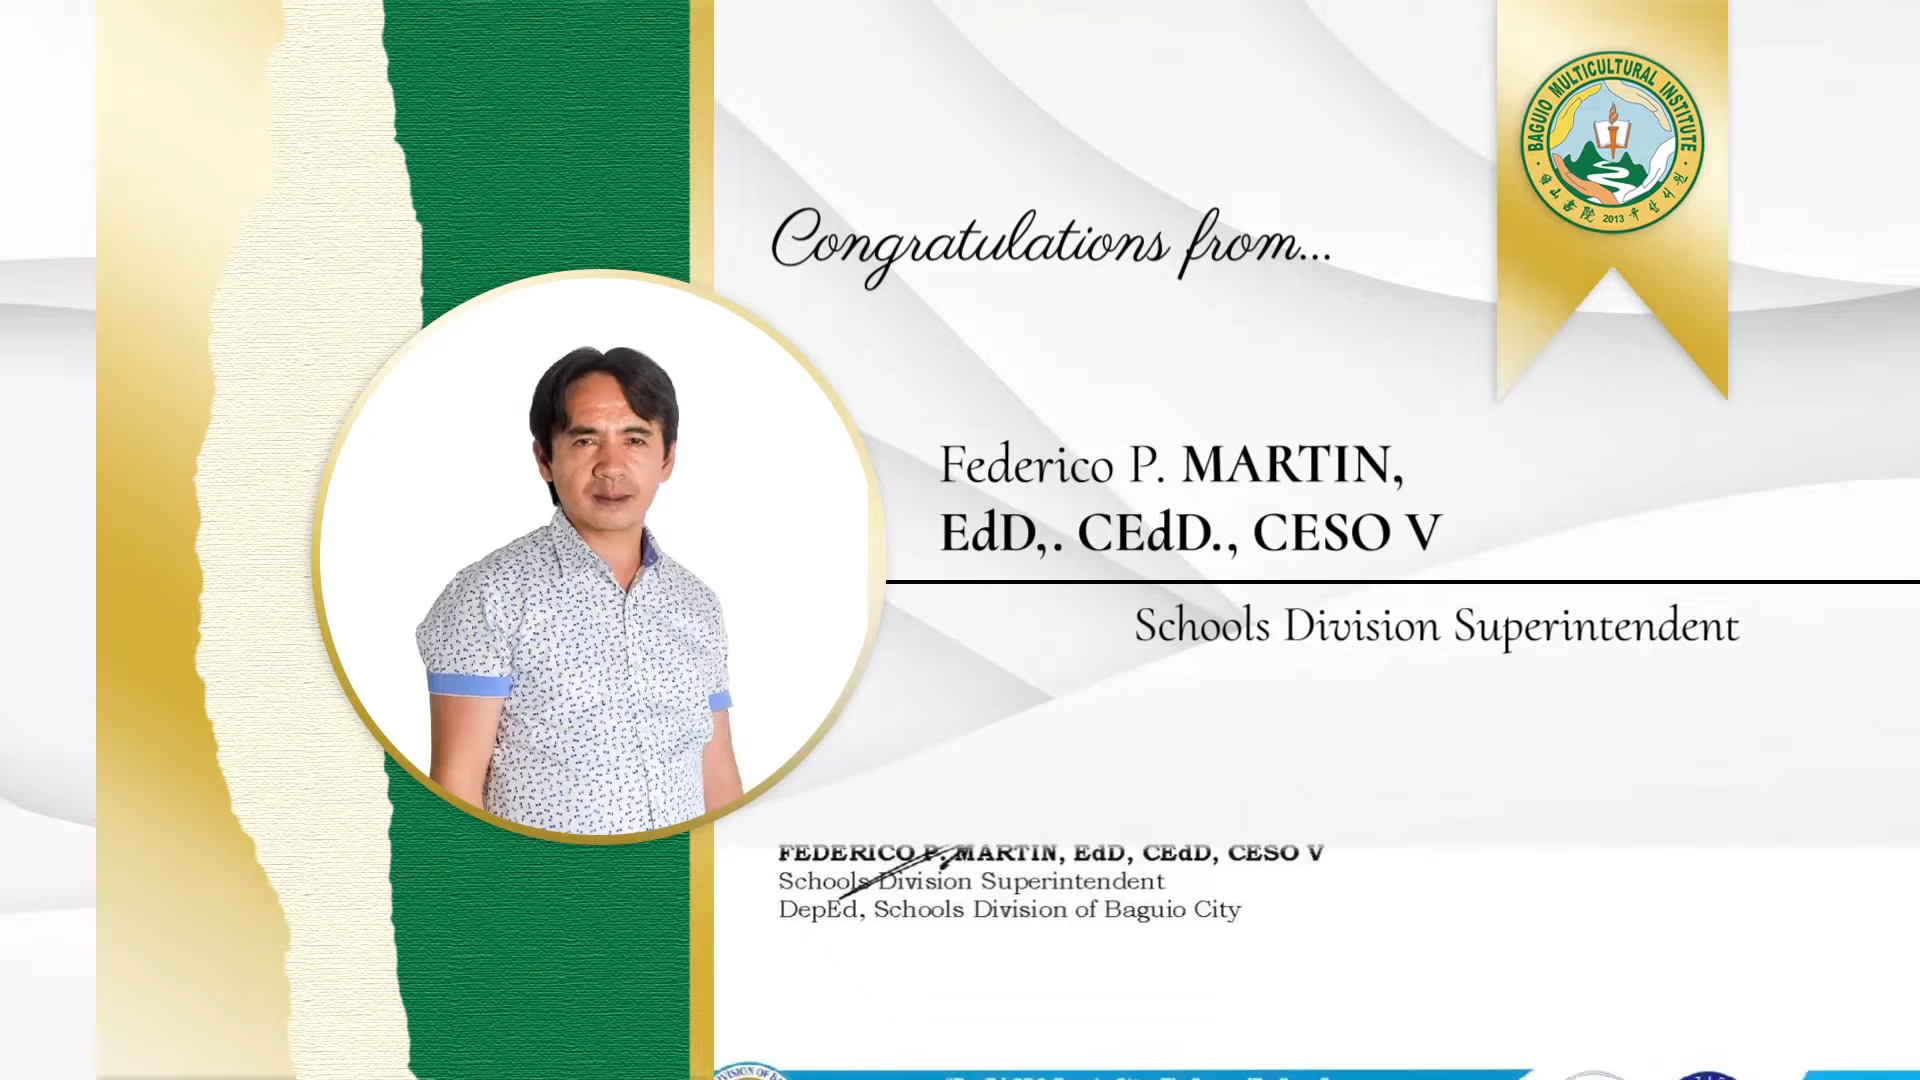 BAGUIO MULTICULTURAL INSTITUTE
2013
Congratulations from...
Federico P. MARTIN,
EdD,. CEdD., CESO V
Schools Division Superintendent
FEDERICO P. MARTIN, EdD, CEdD, CESO V
Schools Division Superintendent
DepEd, Schools Division of Baguio City